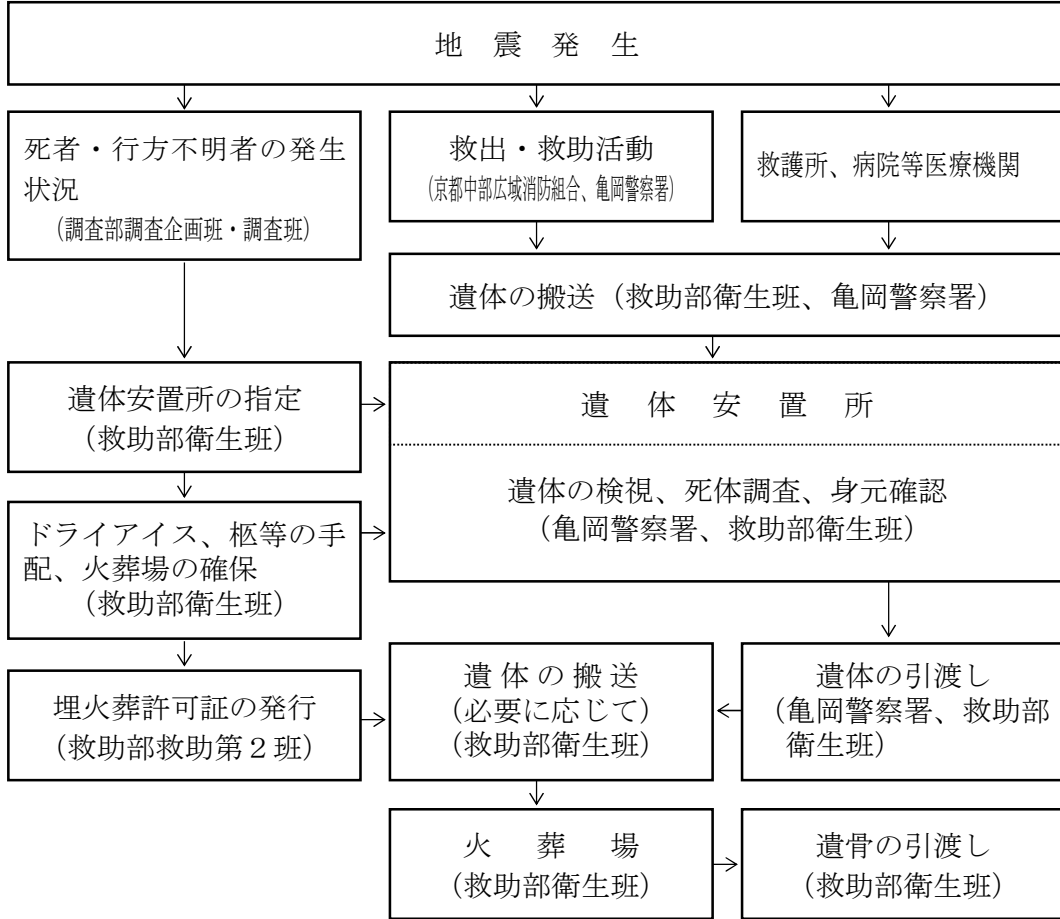 地　震　発　生
死者・行方不明者の発生
状況
（調査部調査企画班・調査班）
救出・救助活動
（京都中部広域消防組合、亀岡警察署）
救護所、病院等医療機関
遺体の搬送（救助部衛生班、亀岡警察署）
遺体安置所の指定
（救助部衛生班）
遺　体　安　置　所
遺体の検視、死体調査、身元確認
（亀岡警察署、救助部衛生班）
ドライアイス、柩等の手
配、火葬場の確保
（救助部衛生班）
埋火葬許可証の発行
（救助部救助第２班）
遺体の搬送
（必要に応じて）
（救助部衛生班）
遺体の引渡し
（亀岡警察署、救助部
衛生班）
火　葬　場
（救助部衛生班）
遺骨の引渡し
（救助部衛生班）